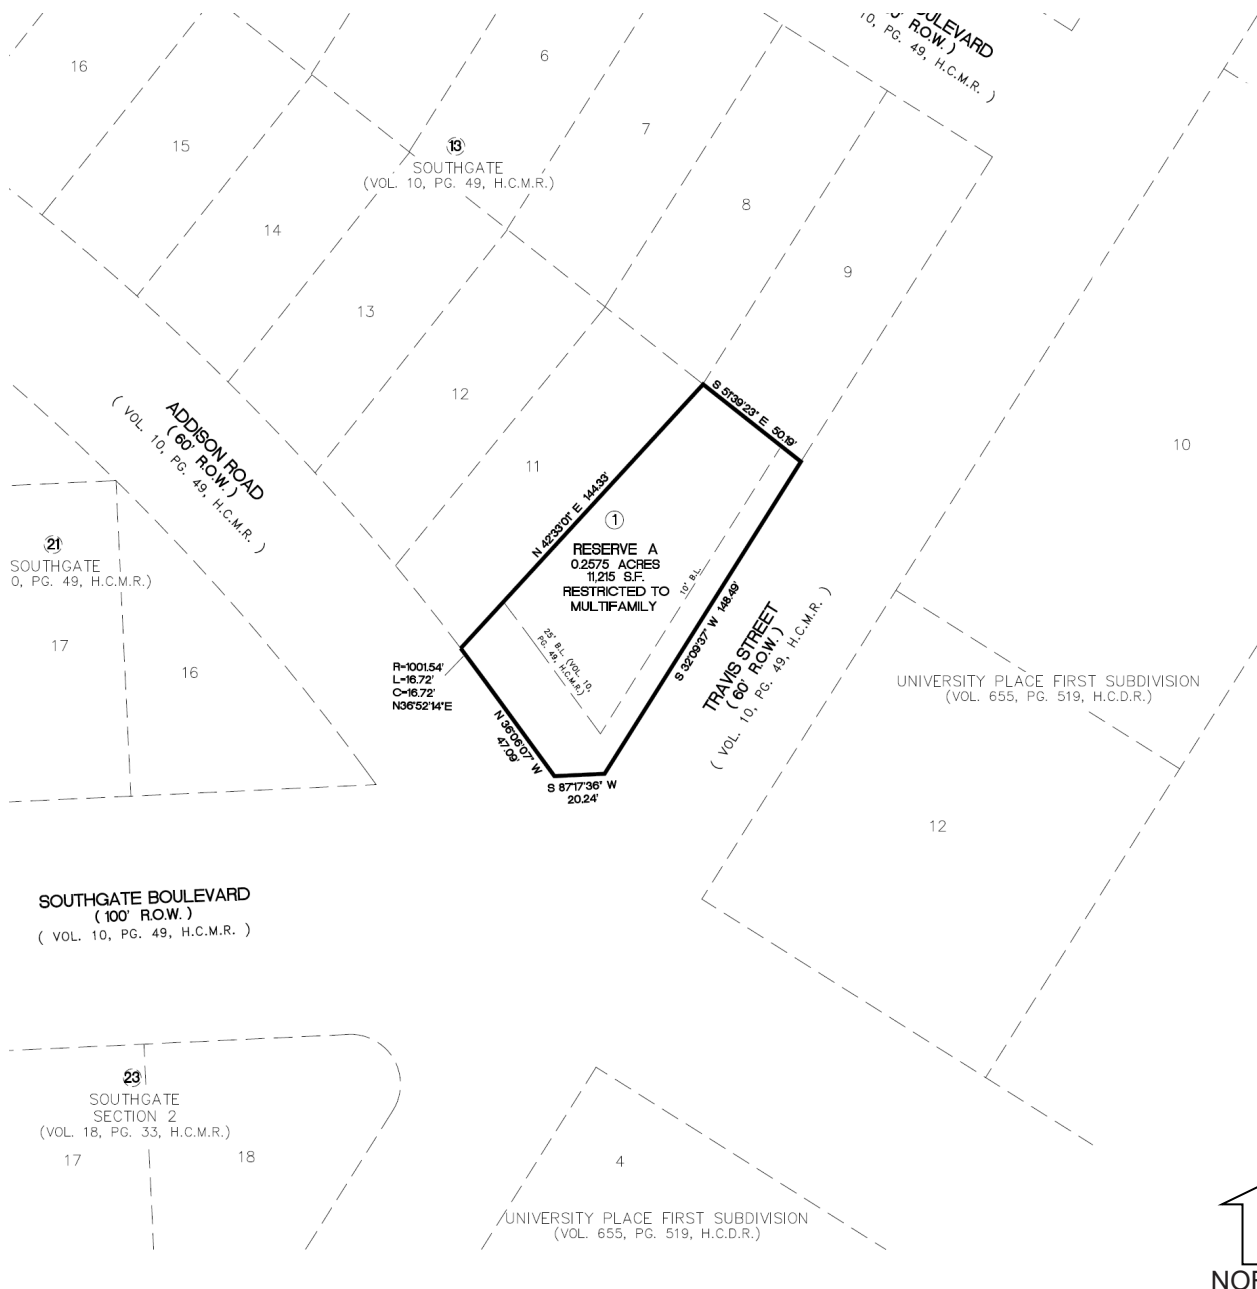 BOULEVARD
R.O.W. )
10, PG. 49, H.C.M.R. )
16
15
14
13
12
11
6
7
8
9
13
SOUTHGATE
(VOL. 10, PG. 49, H.C.M.R.)
ADDISON ROAD
( 60' R.O.W. )
( VOL. 10, PG. 49, H.C.M.R. )
S 51°39'23" E 50.19'
N 42°33'01" E 144.33'
1
RESERVE A
0.2575 ACRES
11,215 S.F.
RESTRICTED TO
MULTIFAMILY
10' B.L.
25' B.L. (VOL. 10,
PG. 49, H.C.M.R.)
S 32°09'37" W 148.49'
R=1001.54'
L=16.72'
C=16.72'
N36°52'14"E
N 36°06'07" W
47.09'
S 87°17'36" W
20.24'
TRAVIS STREET
( 60' R.O.W. )
( VOL. 10, PG. 49, H.C.M.R. )
10
UNIVERSITY PLACE FIRST SUBDIVISION
(VOL. 655, PG. 519, H.C.D.R.)
12
21
SOUTHGATE
0, PG. 49, H.C.M.R.)
17
16
SOUTHGATE BOULEVARD
( 100' R.O.W. )
( VOL. 10, PG. 49, H.C.M.R. )
23
SOUTHGATE
SECTION 2
(VOL. 18, PG. 33, H.C.M.R.)
17
18
4
UNIVERSITY PLACE FIRST SUBDIVISION
(VOL. 655, PG. 519, H.C.D.R.)
NOR